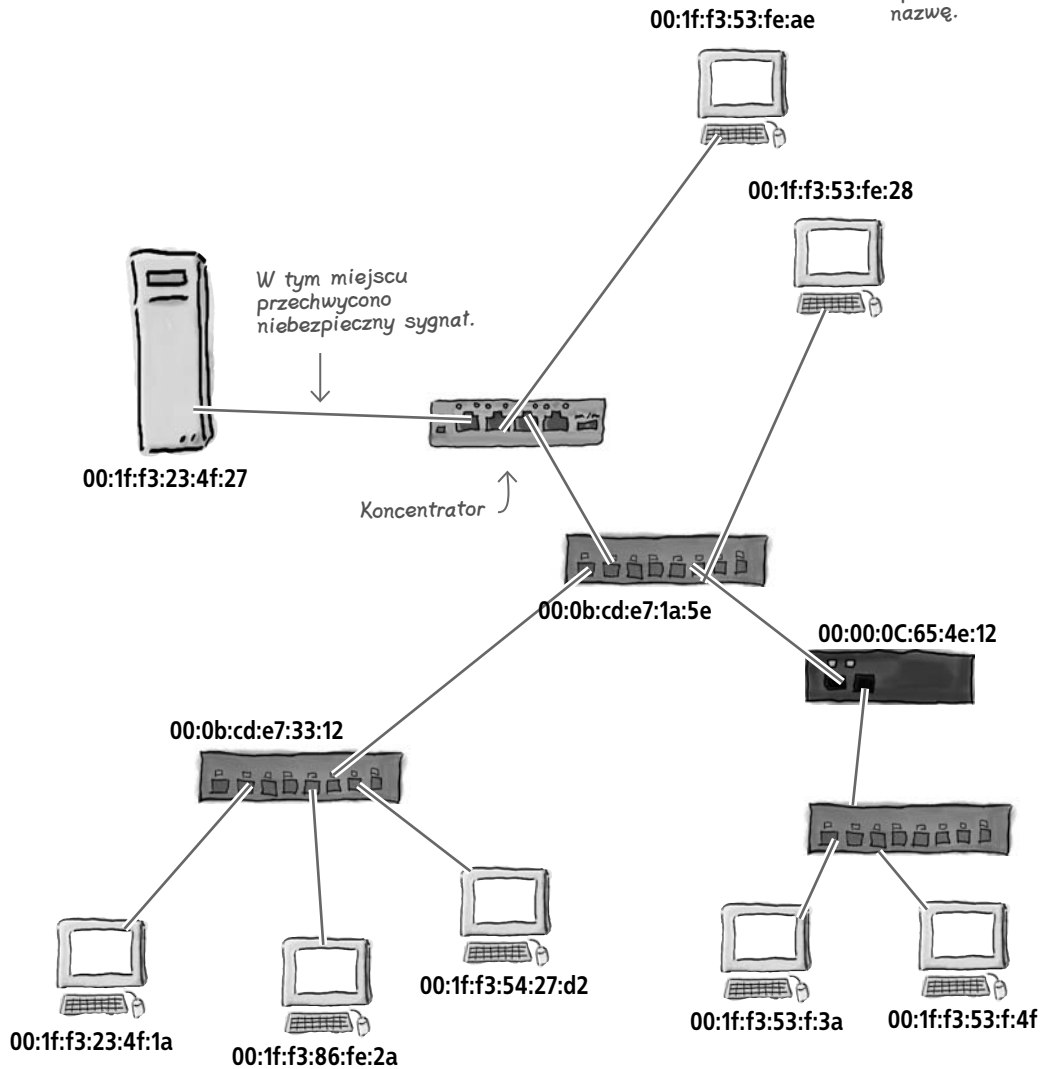 nazwę.
00:1f:f3:53:fe:ae
00:1f:f3:53:fe:28
W tym miejscu
przechwycono
niebezpieczny sygnał.
00:1f:f3:23:4f:27
Koncentrator
00:0b:cd:e7:1a:5e
00:00:0C:65:4e:12
00:0b:cd:e7:33:12
00:1f:f3:54:27:d2
00:1f:f3:53:f:3a
00:1f:f3:53:f:4f
00:1f:f3:23:4f:1a
00:1f:f3:86:fe:2a